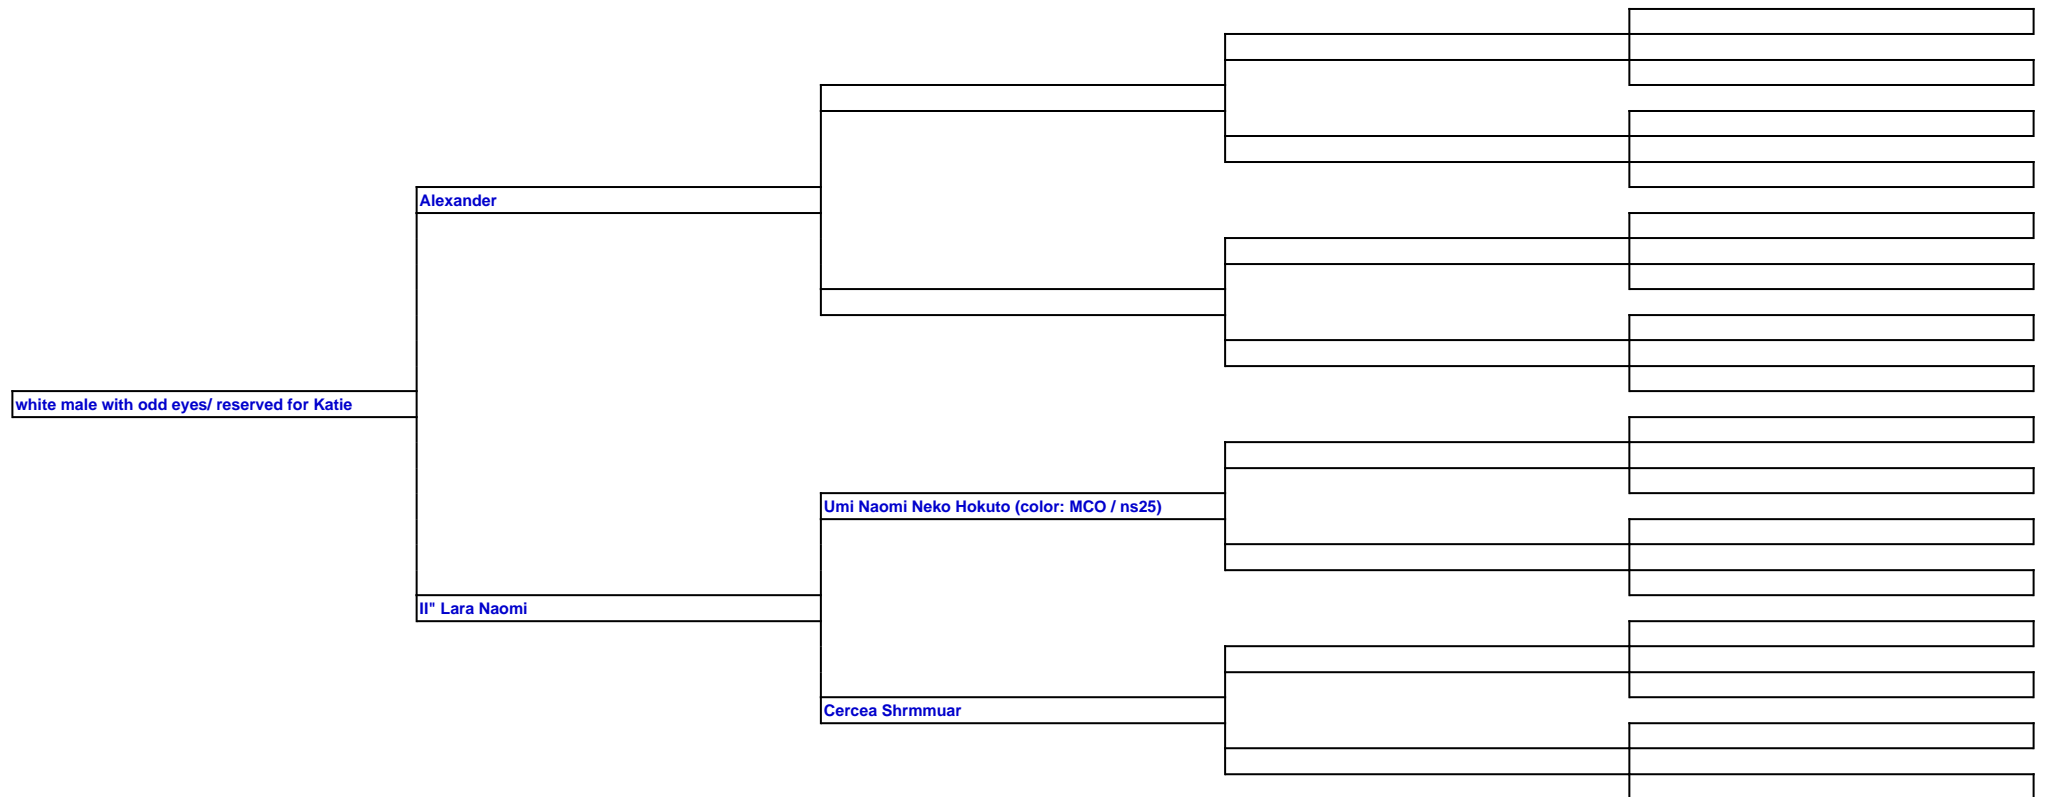 Alexander
white male with odd eyes/ reserved for Katie
Umi Naomi Neko Hokuto (color: MCO / ns25)
II" Lara Naomi
Cercea Shrmmuar